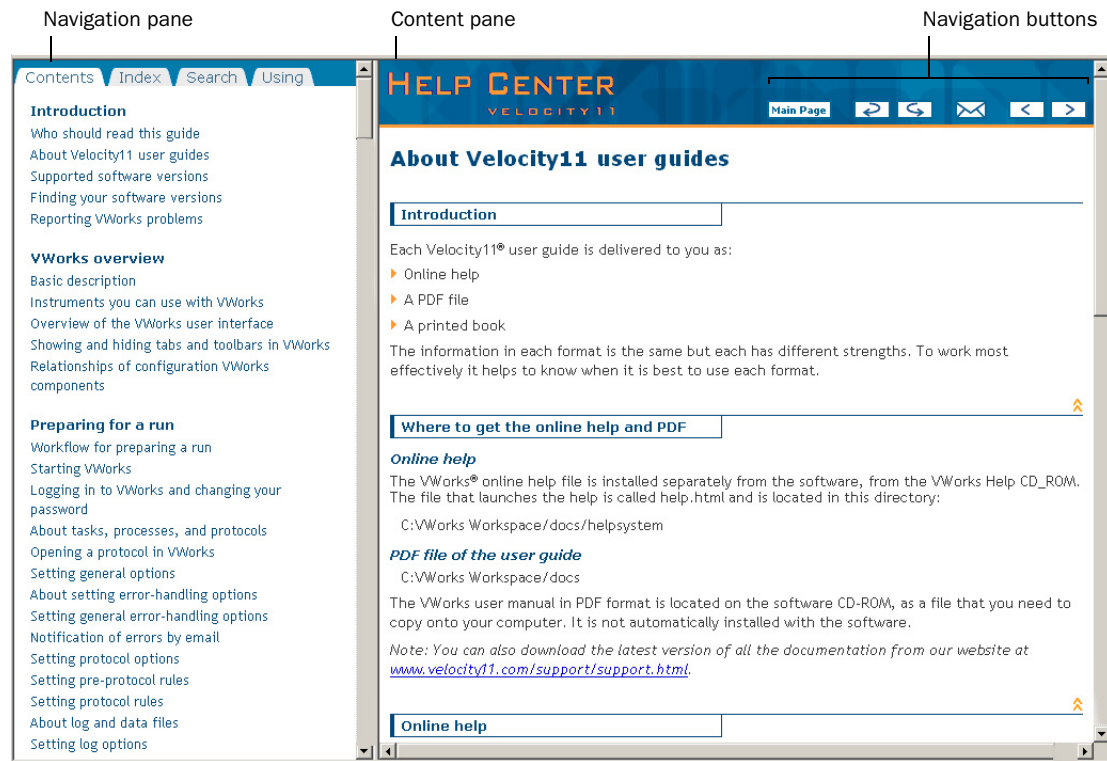 Navigation pane
Content pane
Navigation buttons
Contents Index Search Using
Introduction
Who should read this guide
About Velocity11 user guides
Supported software versions
Finding your software versions
Reporting VWorks problems
VWorks overview
Basic description
Instruments you can use with VWorks
Overview of the VWorks user interface
Showing and hiding tabs and toolbars in VWorks
Relationships of configuration VWorks
components
Preparing for a run
Workflow for preparing a run
Starting VWorks
Logging in to VWorks and changing your
password
About tasks, processes, and protocols
Opening a protocol in VWorks
Setting general options
About setting error-handling options
Setting general error-handling options
Notification of errors by email
Setting protocol options
Setting pre-protocol rules
Setting protocol rules
About log and data files
Setting log options
HELP CENTER
VELOCITY11
Main Page
About Velocity11 user guides
Introduction
Each Velocity11® user guide is delivered to you as:
Online help
A PDF file
A printed book
The information in each format is the same but each has different strengths. To work most
effectively it helps to know when it is best to use each format.
Where to get the online help and PDF
Online help
The VWorks® online help file is installed separately from the software, from the VWorks Help CD_ROM.
The file that launches the help is called help.html and is located in this directory:
C:VWorks Workspace/docs/helpsystem
PDF file of the user guide
C:VWorks Workspace/docs
The VWorks user manual in PDF format is located on the software CD-ROM, as a file that you need to
copy onto your computer. It is not automatically installed with the software.
Note: You can also download the latest version of all the documentation from our website at
www.velocity11.com/support/support.html.
Online help